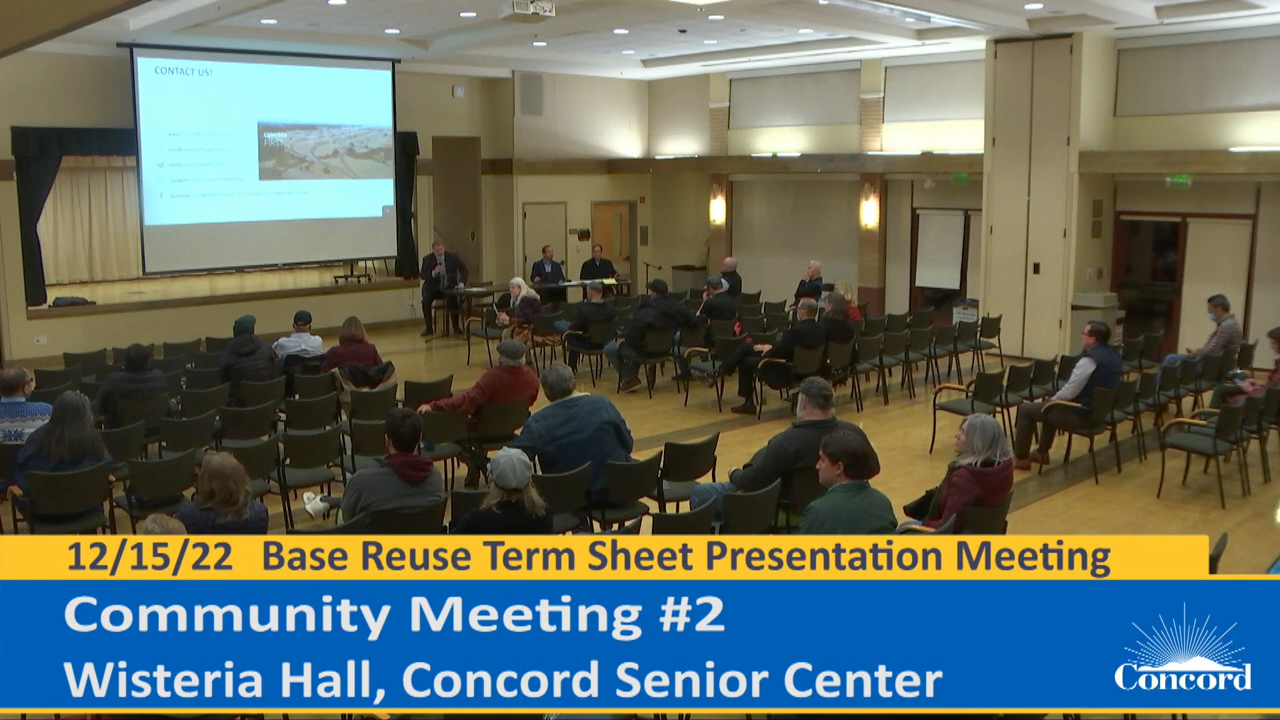 CONTACT US!
FIRST
12/15/22 Base Reuse Term Sheet Presentation Meeting
Community Meeting #2
Wisteria Hall, Concord Senior Center
Concord